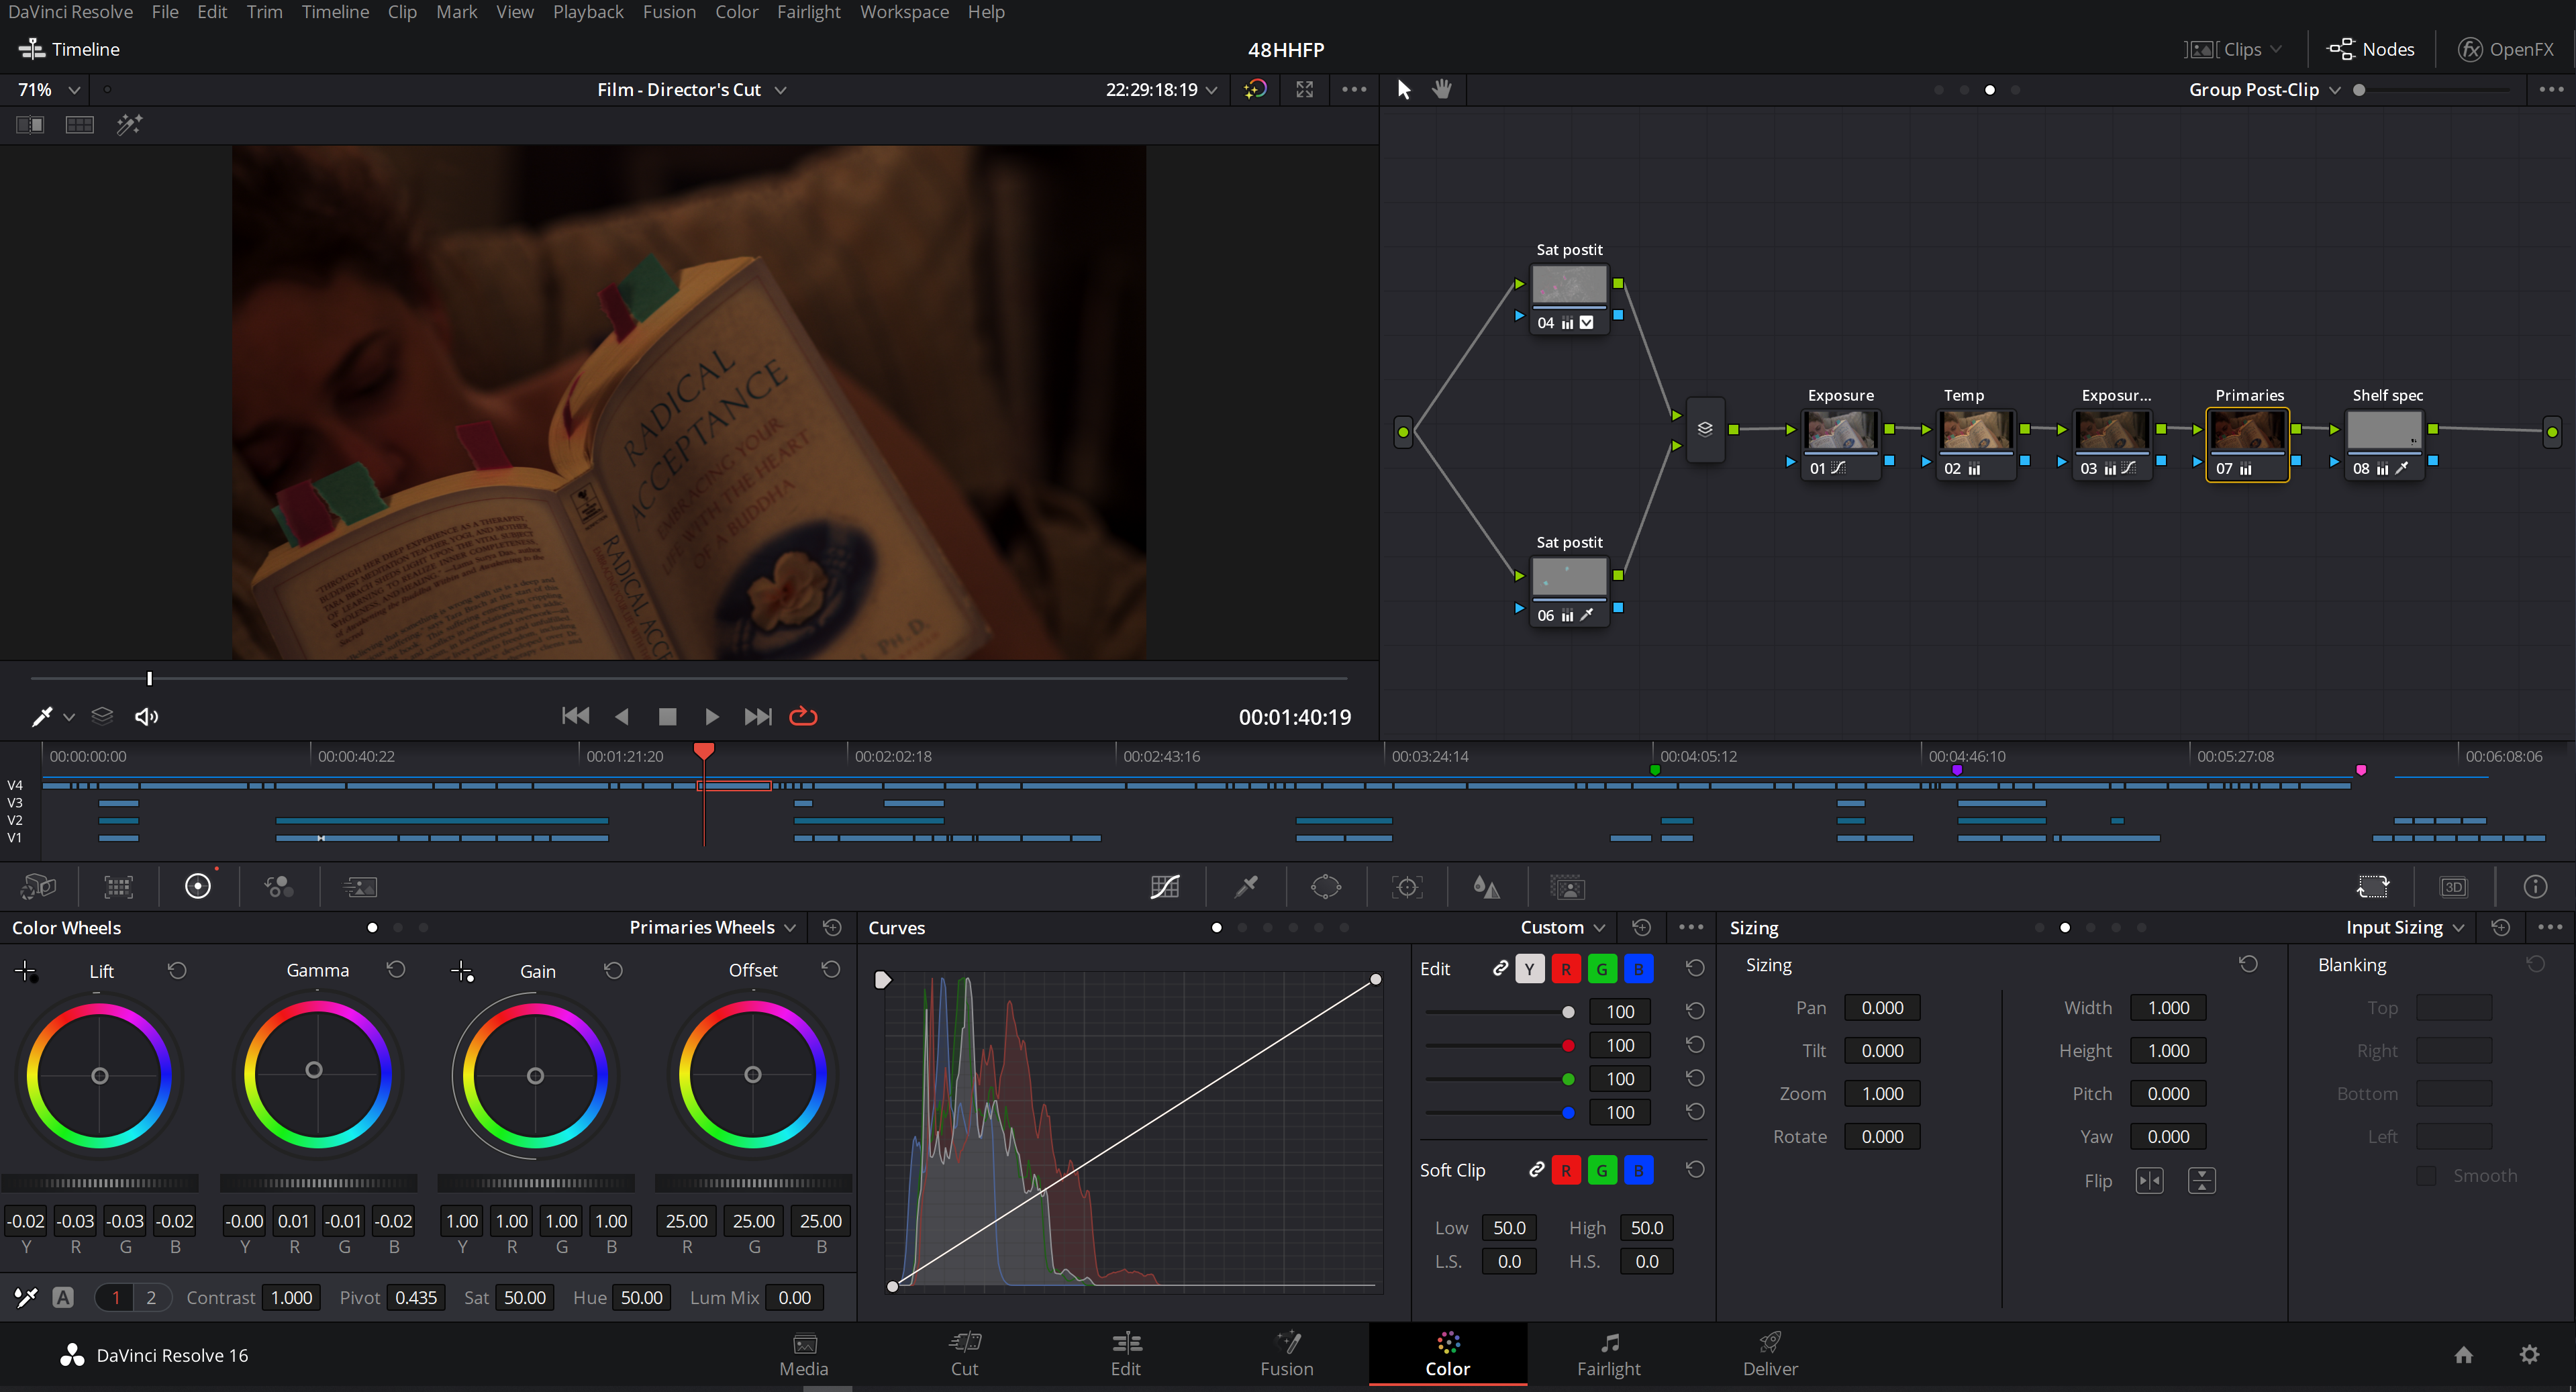 DaVinci Resolve File Edit Trim Timeline Clip Mark View Playback Fusion Color Fairlight Workspace Help
Timeline 48HHFP Clips Nodes OpenFX
71% Film - Director's Cut 22:29:18:19 Group Post-Clip
RADICAL
ACCEPTANCE
EMBRACING YOUR
LIFE WITH THE HEART
OF A BUDDHA
PH.D.
RADICAL ACCE
Sat postit
04
Exposure Temp Exposur... Primaries Shelf spec
01 02 03 07 08
Sat postit
06
00:01:40:19
00:00:00:00 00:00:40:22 00:01:21:20 00:02:02:18 00:02:43:16 00:03:24:14 00:04:05:12 00:04:46:10 00:05:27:08 00:06:08:06
V4
V3
V2
V1
3D
Color Wheels Primaries Wheels Curves Custom Sizing Input Sizing
Lift Gamma Gain Offset
-0.02 -0.03 -0.03 -0.02 -0.00 0.01 -0.01 -0.02 1.00 1.00 1.00 1.00 25.00 25.00 25.00
Y R G B Y R G B Y R G B R G B
A 1 2 Contrast 1.000 Pivot 0.435 Sat 50.00 Hue 50.00 Lum Mix 0.00
Edit Y R G B
100
100
100
100
Soft Clip R G B
Low 50.0 High 50.0
L.S. 0.0 H.S. 0.0
Sizing Blanking
Pan 0.000 Width 1.000 Top
Tilt 0.000 Height 1.000 Right
Zoom 1.000 Pitch 0.000 Bottom
Rotate 0.000 Yaw 0.000 Left
Flip Smooth
DaVinci Resolve 16 Media Cut Edit Fusion Color Fairlight Deliver